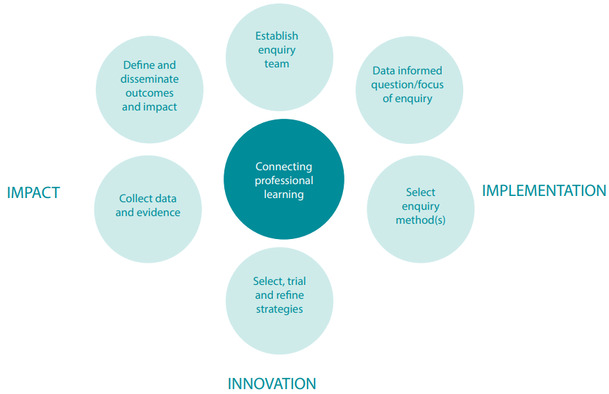 Establish
enquiry
team
Data informed
question/focus
of enquiry
Select
enquiry
method(s)
IMPLEMENTATION
Select, trial
and refine
strategies
INNOVATION
Collect data
and evidence
IMPACT
Define and
disseminate
outcomes
and impact
Connecting
professional
learning